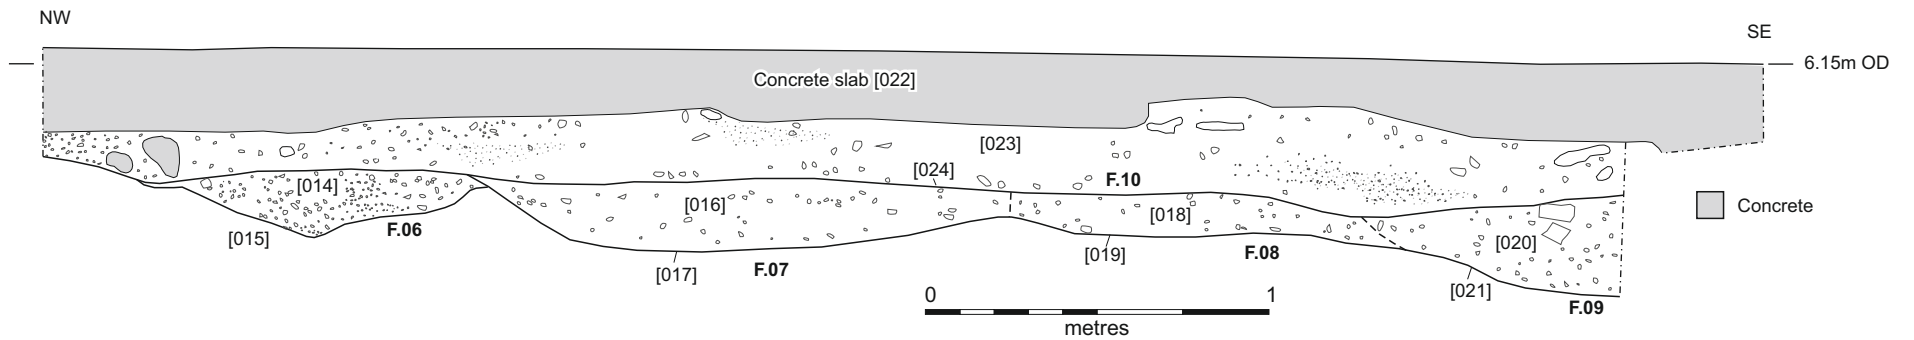 NW
SE
6.15m OD
Concrete slab [022]
[023]
[024]
F.10
[014]
[016]
[018]
[015]
F.06
[020]
[019]
F.08
[017]
F.07
[021]
F.09
Concrete
0 1
metres